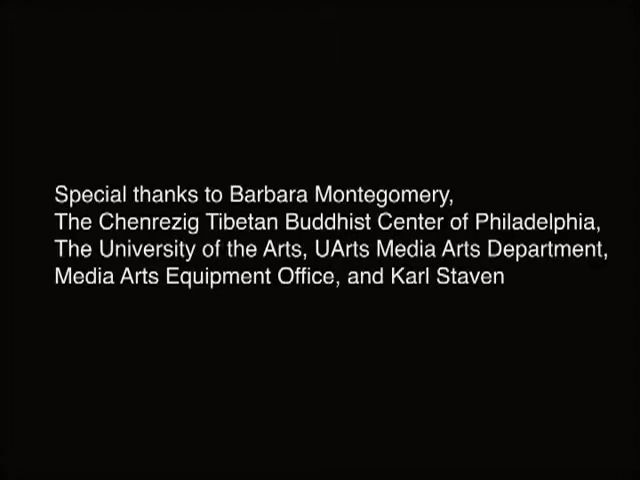 Special thanks to Barbara Montegomery,
The Chenrezig Tibetan Buddhist Center of Philadelphia,
The University of the Arts, UArts Media Arts Department,
Media Arts Equipment Office, and Karl Staven